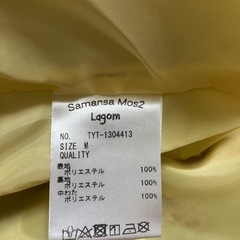 Samansa Mos2
Lagom
NO. TYT-1304413
SIZE M
QUALITY
表地
ポリエステル 100%
裏地
ポリエステル 100%
中わた
ポリエステル 100%